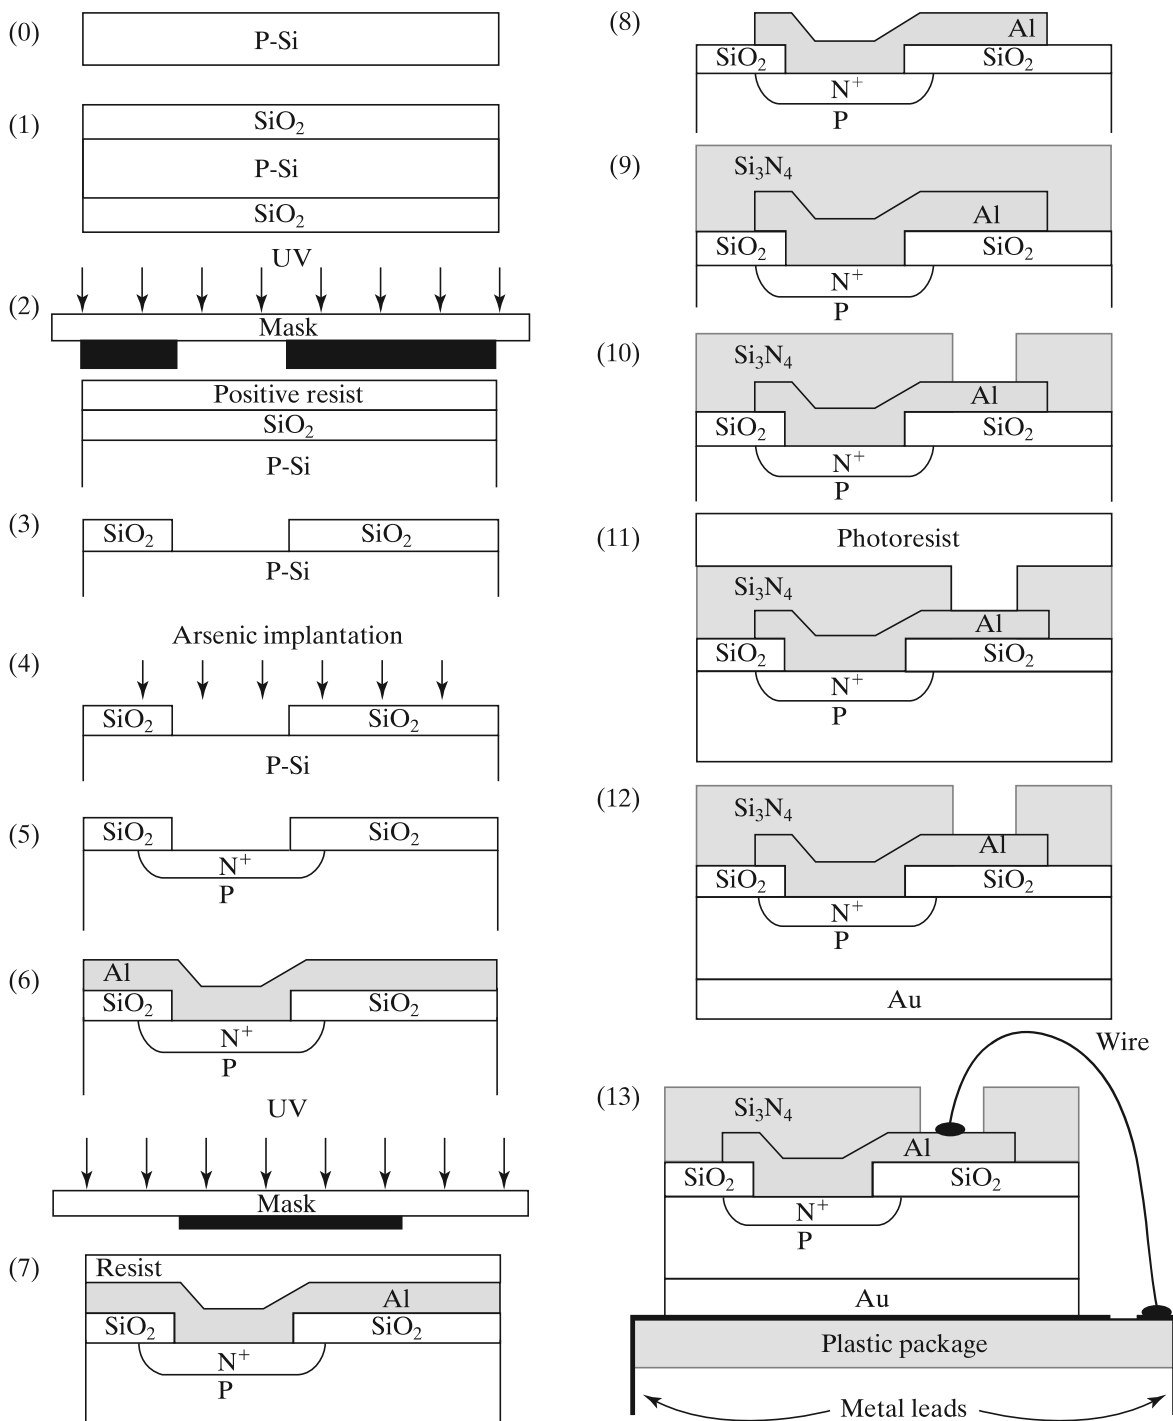 (0)
P-Si
(1)
SiO₂
P-Si
SiO₂
UV
(2)
Mask
Positive resist
SiO₂
P-Si
(3)
SiO₂ SiO₂
P-Si
Arsenic implantation
(4)
SiO₂ SiO₂
P-Si
(5)
SiO₂ SiO₂
N⁺
P
(6)
Al
SiO₂ SiO₂
N⁺
P
UV
Mask
(7)
Resist
Al
SiO₂ SiO₂
N⁺
P
(8)
Al
SiO₂ SiO₂
N⁺
P
(9)
Si₃N₄
Al
SiO₂ SiO₂
N⁺
P
(10)
Si₃N₄
Al
SiO₂ SiO₂
N⁺
P
(11)
Photoresist
Si₃N₄
Al
SiO₂ SiO₂
N⁺
P
(12)
Si₃N₄
Al
SiO₂ SiO₂
N⁺
P
Au
Wire
(13)
Si₃N₄
Al
SiO₂ SiO₂
N⁺
P
Au
Plastic package
Metal leads